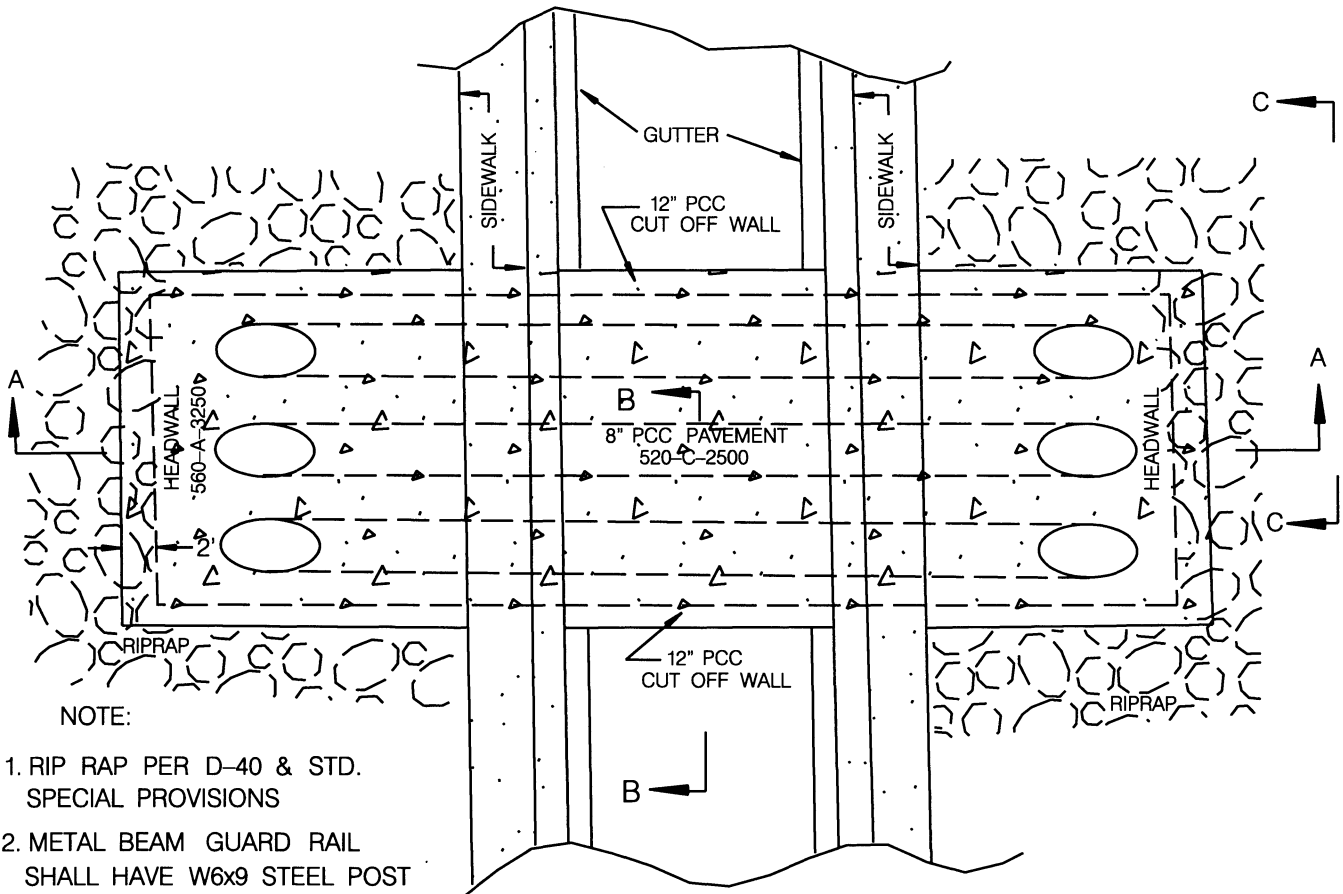 C
GUTTER
SIDEWALK
SIDEWALK
12" PCC
CUT OFF WALL
A
A
B
HEADWALL
560-A-3250
8" PCC PAVEMENT
520-C-2500
HEADWALL
C
2'
RIPRAP
12" PCC
CUT OFF WALL
RIPRAP
B
NOTE:
1. RIP RAP PER D-40 & STD.
SPECIAL PROVISIONS
2. METAL BEAM GUARD RAIL
SHALL HAVE W6x9 STEEL POST